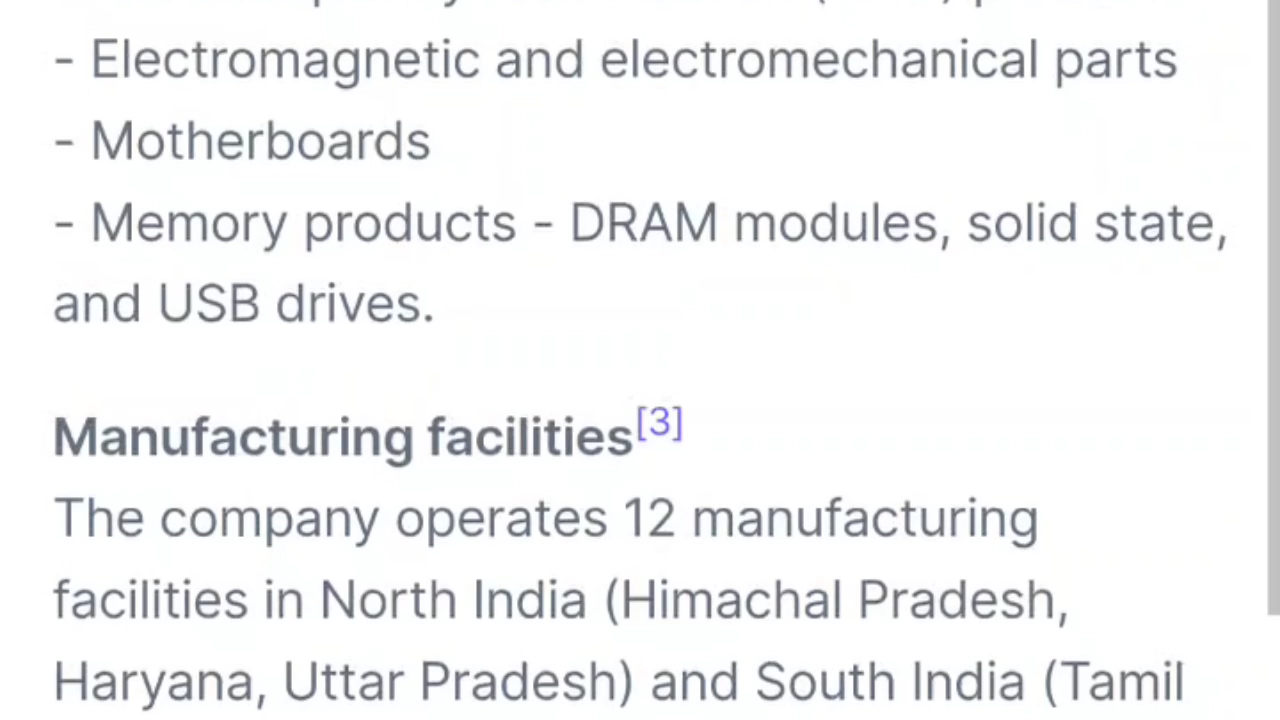 - Electromagnetic and electromechanical parts
- Motherboards
- Memory products - DRAM modules, solid state,
and USB drives.
Manufacturing facilities[3]
The company operates 12 manufacturing
facilities in North India (Himachal Pradesh,
Haryana, Uttar Pradesh) and South India (Tamil